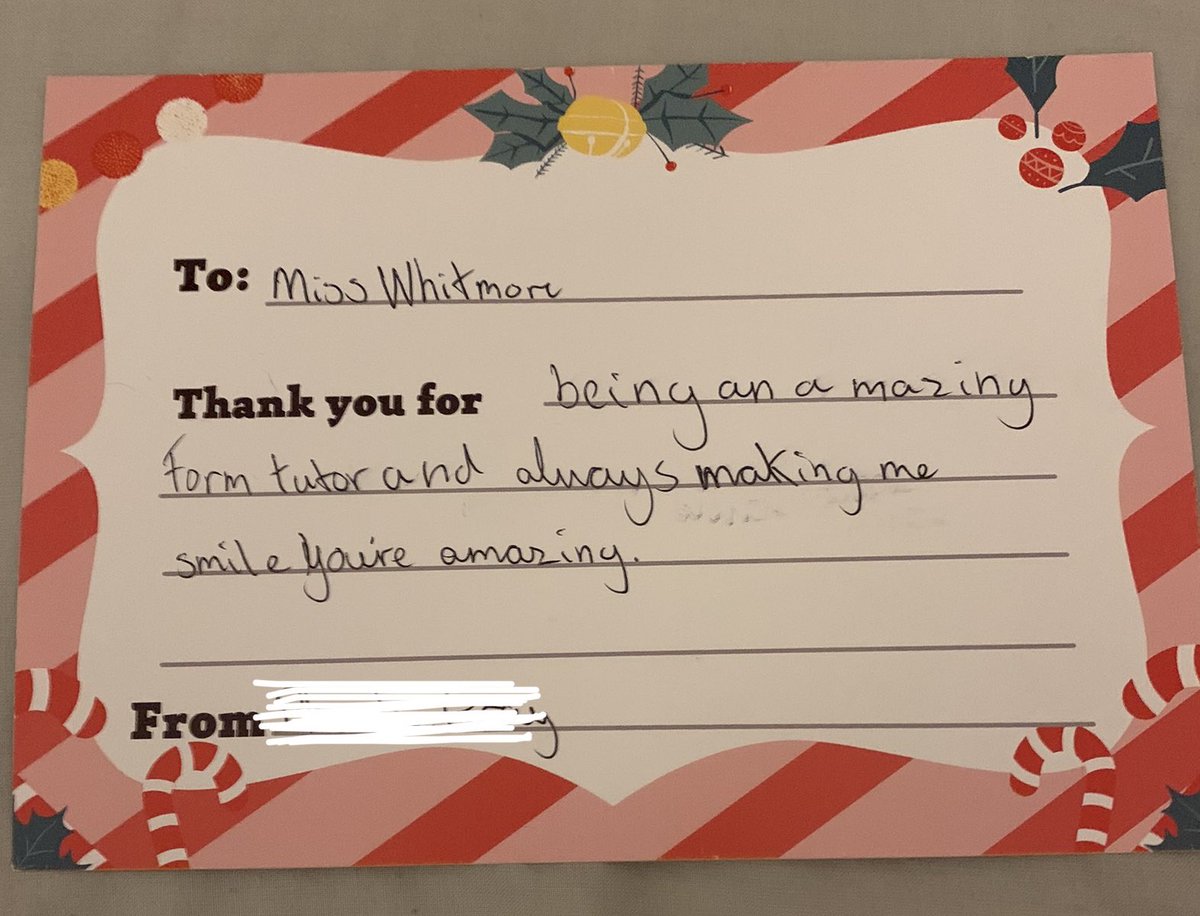 To: Miss Whitmore
Thank you for being an amazing
form tutor and always making me
smile You're amazing.
From